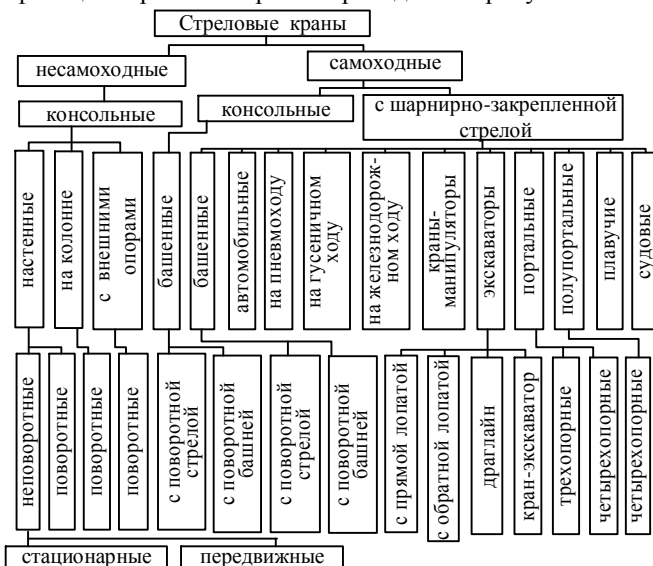 Стреловые краны
несамоходные
самоходные
консольные
консольные
с шарнирно-закрепленной
стрелой
настенные
на колонне
с внешними
опорами
башенные
башенные
автомобильные
на пневмоходу
на гусеничном
ходу
на железнодорож-
ном ходу
краны-
манипуляторы
экскаваторы
портальные
полупортальные
плавучие
судовые
неповоротные
поворотные
поворотные
поворотные
с поворотной
стрелой
с поворотной
башней
с поворотной
стрелой
с поворотной
башней
с прямой лопатой
с обратной лопатой
драглайн
кран-экскаватор
трехопорные
четырехопорные
четырехопорные
стационарные
передвижные